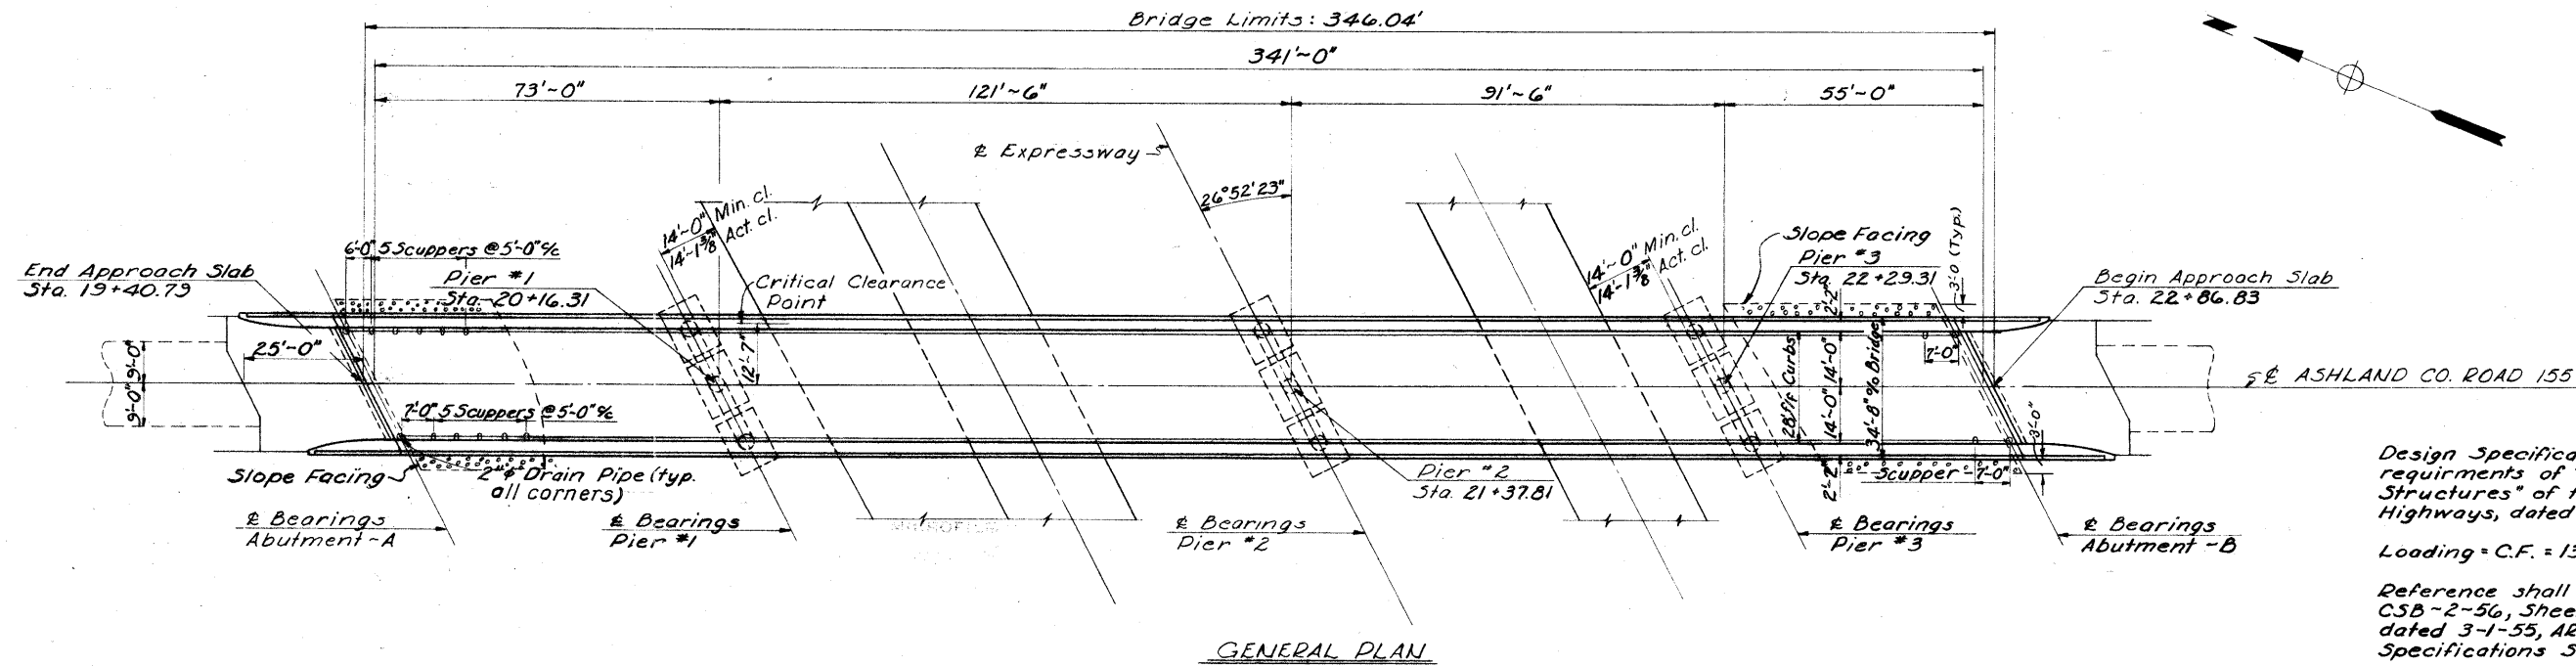 Bridge Limits: 346.04'
341'~0"
73'~0"
121'~6"
91'~6"
55'~0"
N
₵ Expressway
26°52'23"
14'~0" Min. cl.
14'-1⅜" Act. cl.
14'~0" Min. cl.
14'-1⅜" Act. cl.
6'-0" 5 Scuppers @ 5'-0" c/c
End Approach Slab
Sta. 19+40.79
Pier #1
Sta. 20+16.31
Critical Clearance
Point
Slope Facing
Pier #3
Sta. 22+29.31
3'-0 (Typ.)
Begin Approach Slab
Sta. 22+86.83
25'-0"
9'-0" 9'-0"
12'-7"
2'-2"
28' f/f Curbs
14'-0" 14'-0"
34'-8" o/o Bridge
7'-0"
₵ ASHLAND CO. ROAD 155
7'-0" 5 Scuppers @ 5'-0" c/c
Slope Facing
2" ϕ Drain Pipe (typ.
all corners)
Pier #2
Sta. 21+37.81
2'-2"
Scupper - 7'-0"
3'-0"
₵ Bearings
Abutment ~A
₵ Bearings
Pier #1
₵ Bearings
Pier #2
₵ Bearings
Pier #3
₵ Bearings
Abutment ~B
Design Specifica
requirments of
Structures" of
Highways, dated
Loading = C.F. = 
Reference shall
CSB~2~56, Shee
dated 3-1-55,
Specifications
GENERAL PLAN